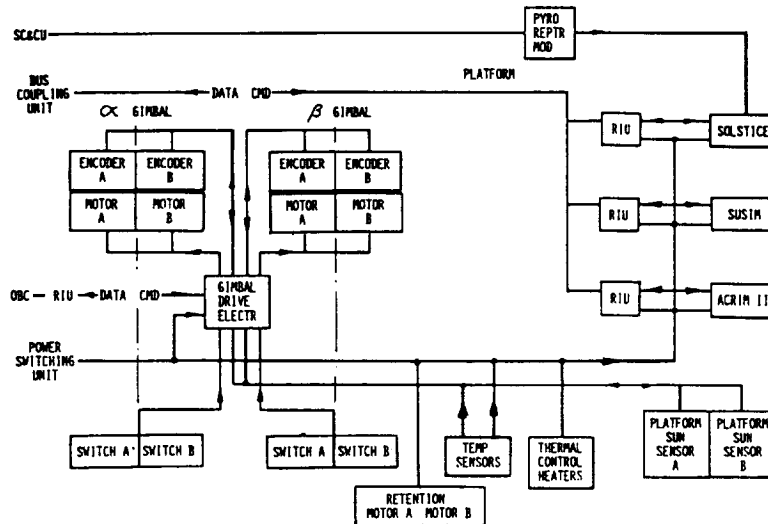 PYRO
REPTR
MOD
SC&CU
PLATFORM
BUS
COUPLING
UNIT
DATA CMD
α GIMBAL
β GIMBAL
RIU
SOLSTICE
ENCODER
A
ENCODER
B
ENCODER
A
ENCODER
B
MOTOR
A
MOTOR
B
MOTOR
A
MOTOR
B
RIU
SUSIM
OBC — RIU
DATA CMD
GIMBAL
DRIVE
ELECTR
RIU
ACRIM II
POWER
SWITCHING
UNIT
SWITCH A
SWITCH B
SWITCH A
SWITCH B
TEMP
SENSORS
THERMAL
CONTROL
HEATERS
PLATFORM
SUN
SENSOR
A
PLATFORM
SUN
SENSOR
B
RETENTION
MOTOR A MOTOR B